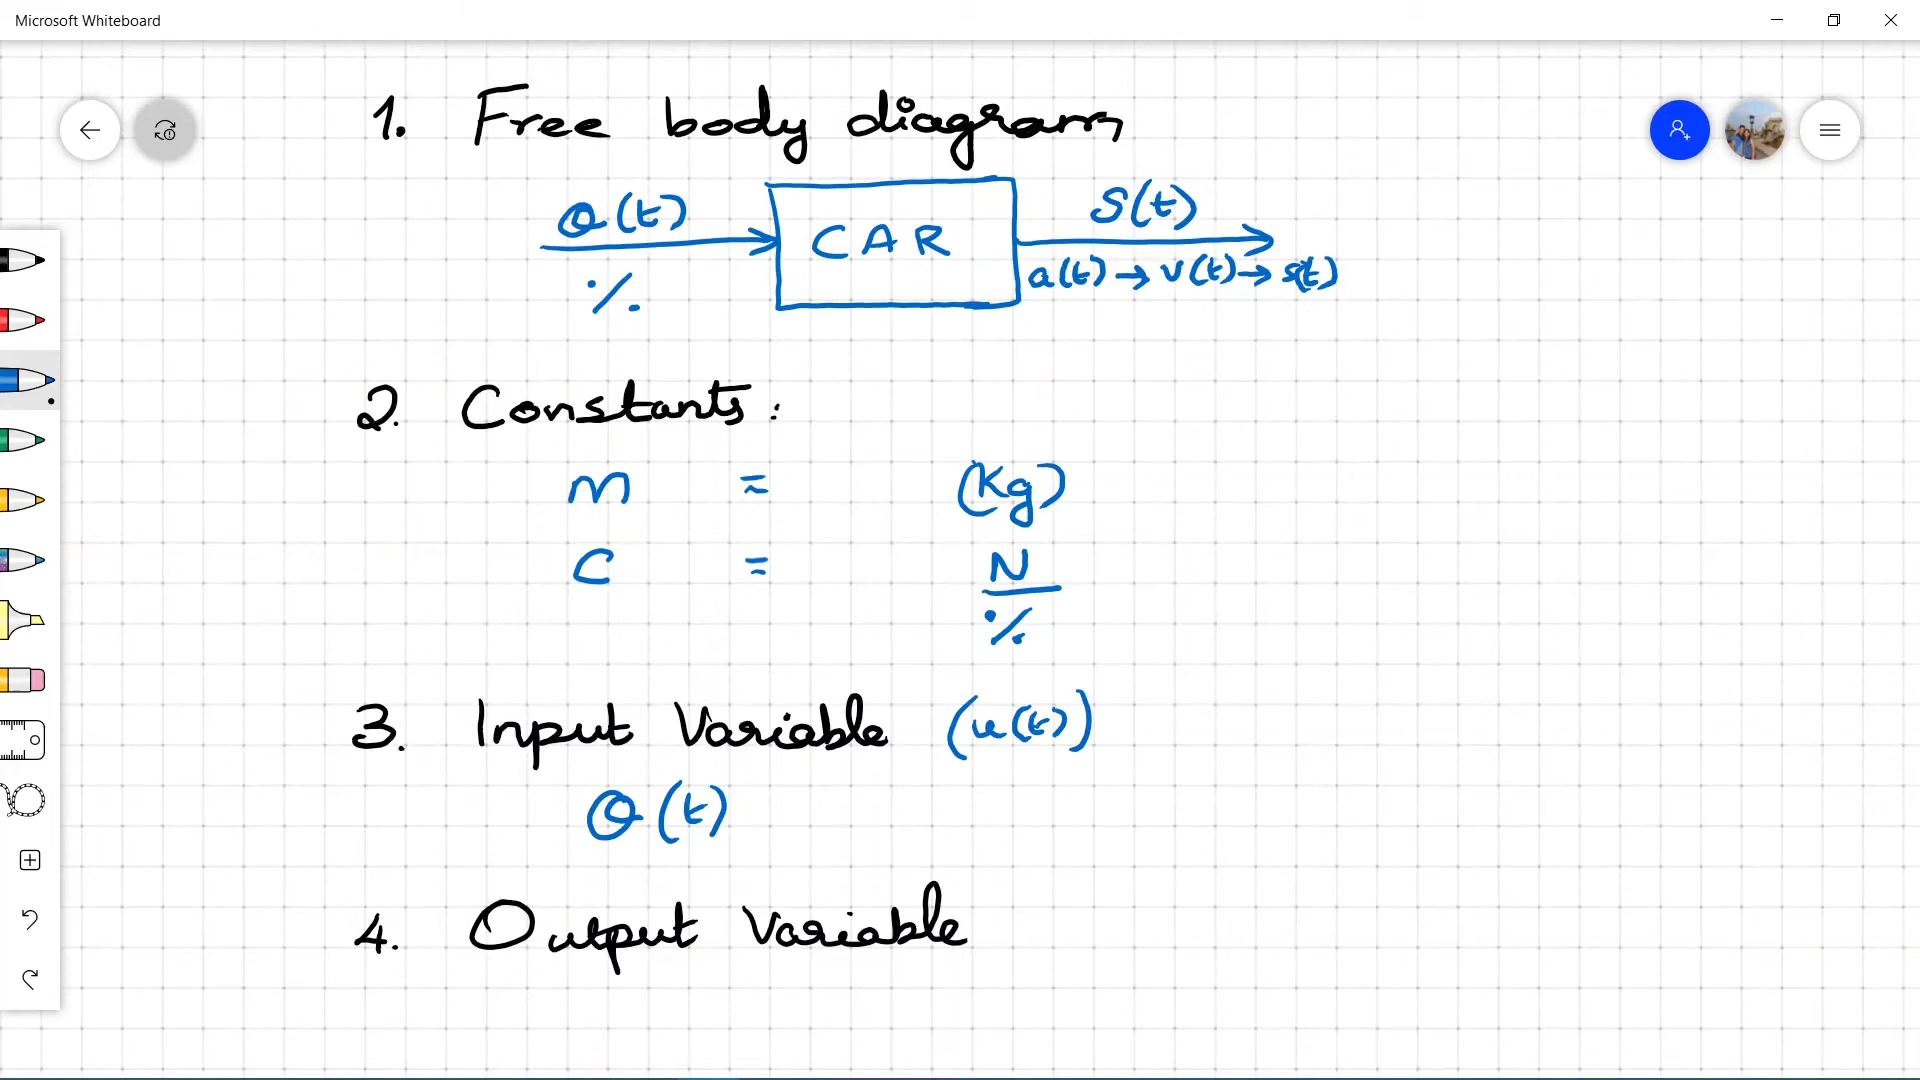 Microsoft Whiteboard
1. Free body diagram
θ(t)
%
CAR
S(t)
a(t) → v(t) → s(t)
2. Constants:
m = (Kg)
C = N
%
3. Input Variable (u(t))
θ(t)
4. Output Variable